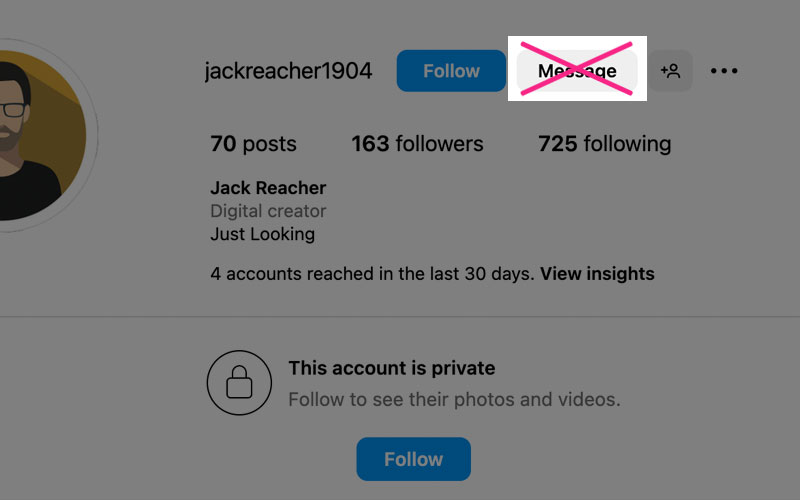 jackreacher1904 Follow Message
70 posts 163 followers 725 following
Jack Reacher
Digital creator
Just Looking
4 accounts reached in the last 30 days. View insights
This account is private
Follow to see their photos and videos.
Follow